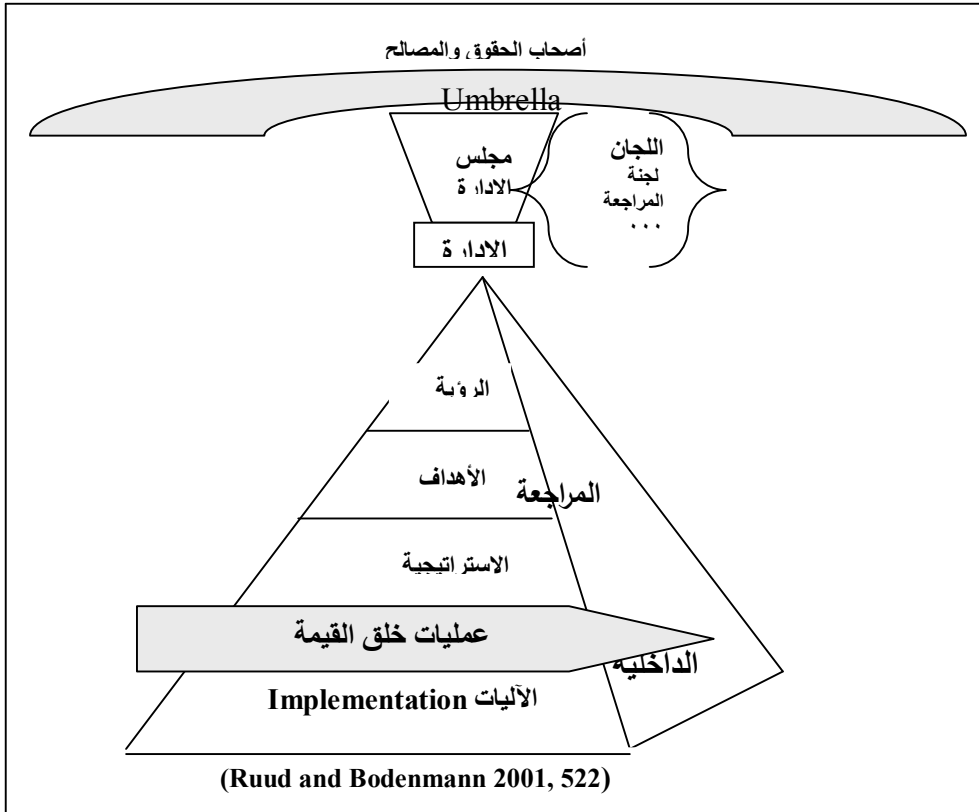 أصحاب الحقوق والمصالح
Umbrella
مجلس
الادارة
اللجان
لجنة
المراجعة
...
الادارة
الرؤية
الأهداف
المراجعة
الاستراتيجية
عمليات خلق القيمة
الداخلية
الآليات Implementation
(Ruud and Bodenmann 2001, 522)